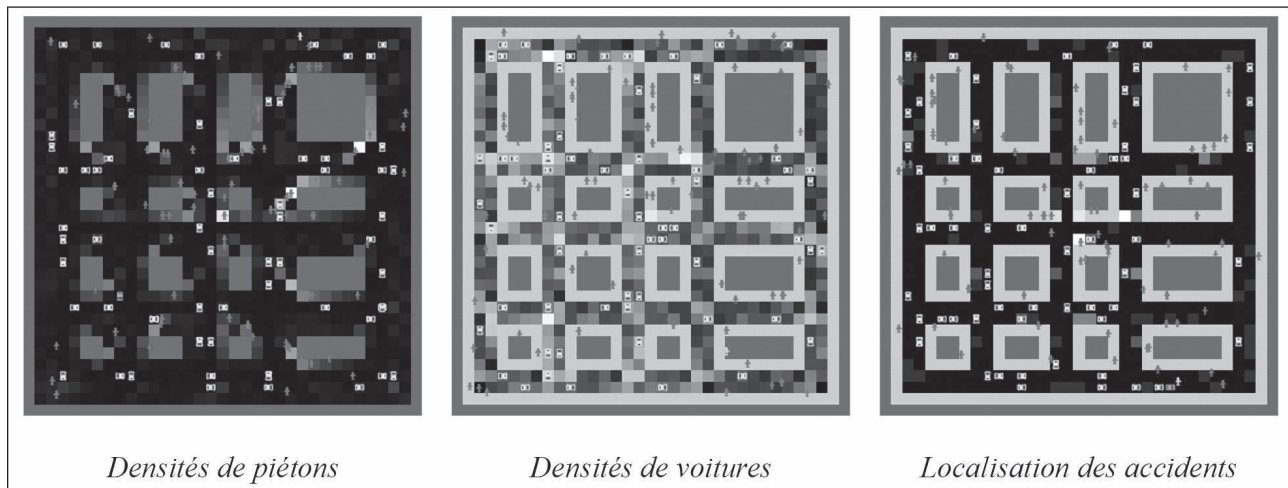 Densités de piétons
Densités de voitures
Localisation des accidents